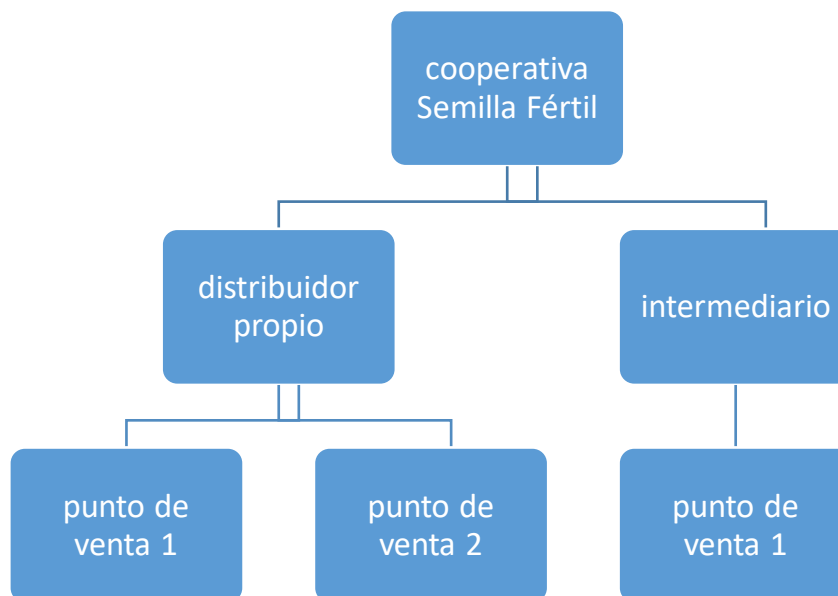 cooperativa
Semilla Fértil
distribuidor
propio
intermediario
punto de
venta 1
punto de
venta 2
punto de
venta 1